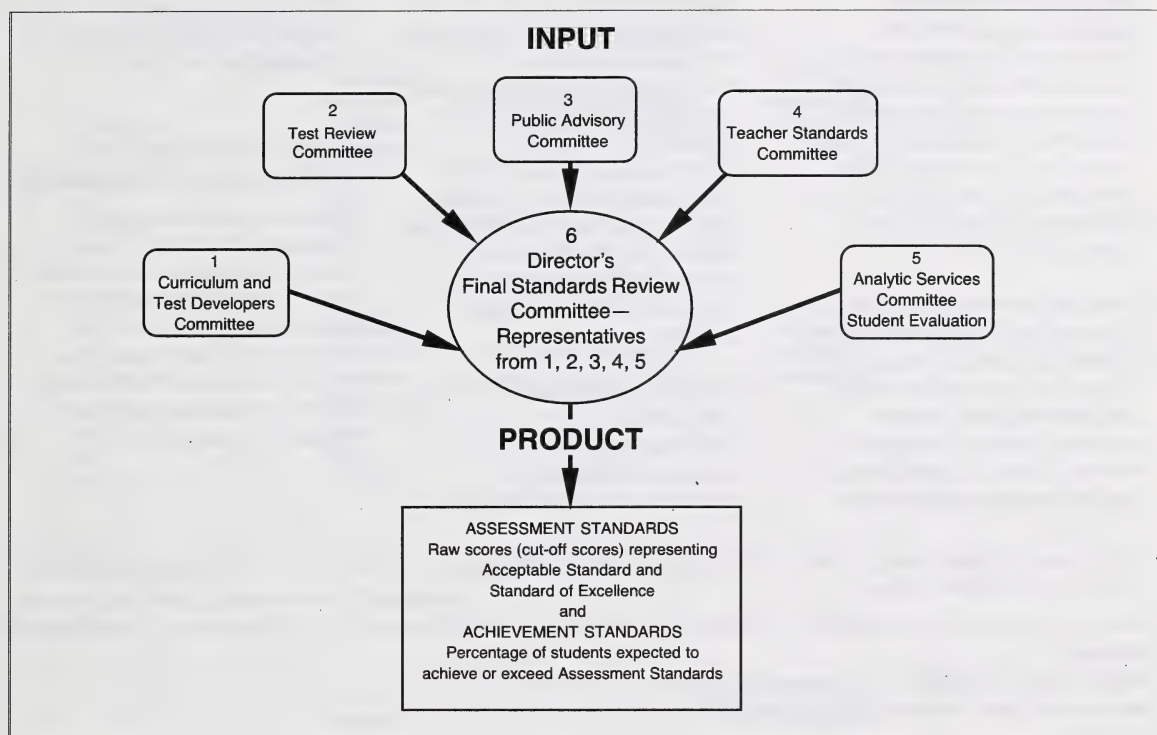 INPUT
1
Curriculum and
Test Developers
Committee
2
Test Review
Committee
3
Public Advisory
Committee
4
Teacher Standards
Committee
5
Analytic Services
Committee
Student Evaluation
6
Director's
Final Standards Review
Committee—
Representatives
from 1, 2, 3, 4, 5
PRODUCT
ASSESSMENT STANDARDS
Raw scores (cut-off scores) representing
Acceptable Standard and
Standard of Excellence
and
ACHIEVEMENT STANDARDS
Percentage of students expected to
achieve or exceed Assessment Standards